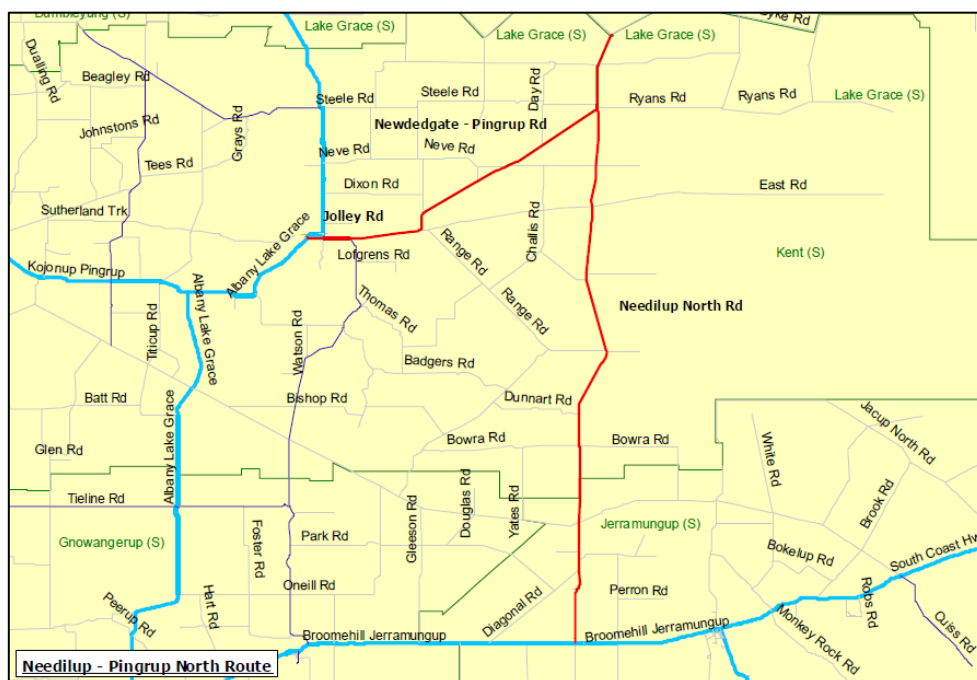 Dumbleyung (S)
Lake Grace (S)
Lake Grace (S)
Lake Grace (S)
yke Rd
Dualling Rd
Beagley Rd
Steele Rd
Steele Rd
Day Rd
Ryans Rd
Ryans Rd
Lake Grace (S)
Johnstons Rd
Grays Rd
Newdedgate - Pingrup Rd
Tees Rd
Neve Rd
Neve Rd
Dixon Rd
East Rd
Sutherland Trk
Jolley Rd
Albany Lake Grace
Lofgrens Rd
Range Rd
Challis Rd
Kent (S)
Kojonup Pingrup
Albany Lake Grace
Titicup Rd
Thomas Rd
Range Rd
Needilup North Rd
Watson Rd
Badgers Rd
Batt Rd
Albany Lake Grace
Bishop Rd
Dunnart Rd
Jacup North Rd
Glen Rd
Bowra Rd
Bowra Rd
White Rd
Brook Rd
Tieline Rd
Gleeson Rd
Douglas Rd
Yates Rd
Jerramungup (S)
Gnowangerup (S)
Foster Rd
Park Rd
Bokelup Rd
South Coast Hw
Oneill Rd
Perron Rd
Robs Rd
Peerup Rd
Hart Rd
Diagonal Rd
Broomehill Jerramungup
Broomehill Jerramungup
Monkey Rock Rd
Quiss Rd
Needilup - Pingrup North Route